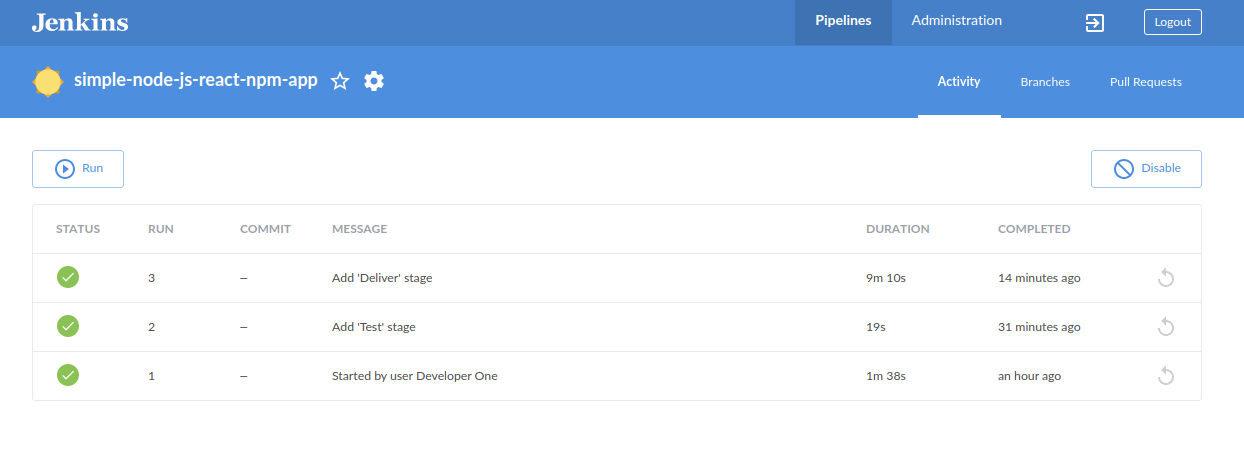 Jenkins
Pipelines Administration Logout
simple-node-js-react-npm-app Activity Branches Pull Requests
Run Disable
STATUS RUN COMMIT MESSAGE DURATION COMPLETED
3 – Add 'Deliver' stage 9m 10s 14 minutes ago
2 – Add 'Test' stage 19s 31 minutes ago
1 – Started by user Developer One 1m 38s an hour ago